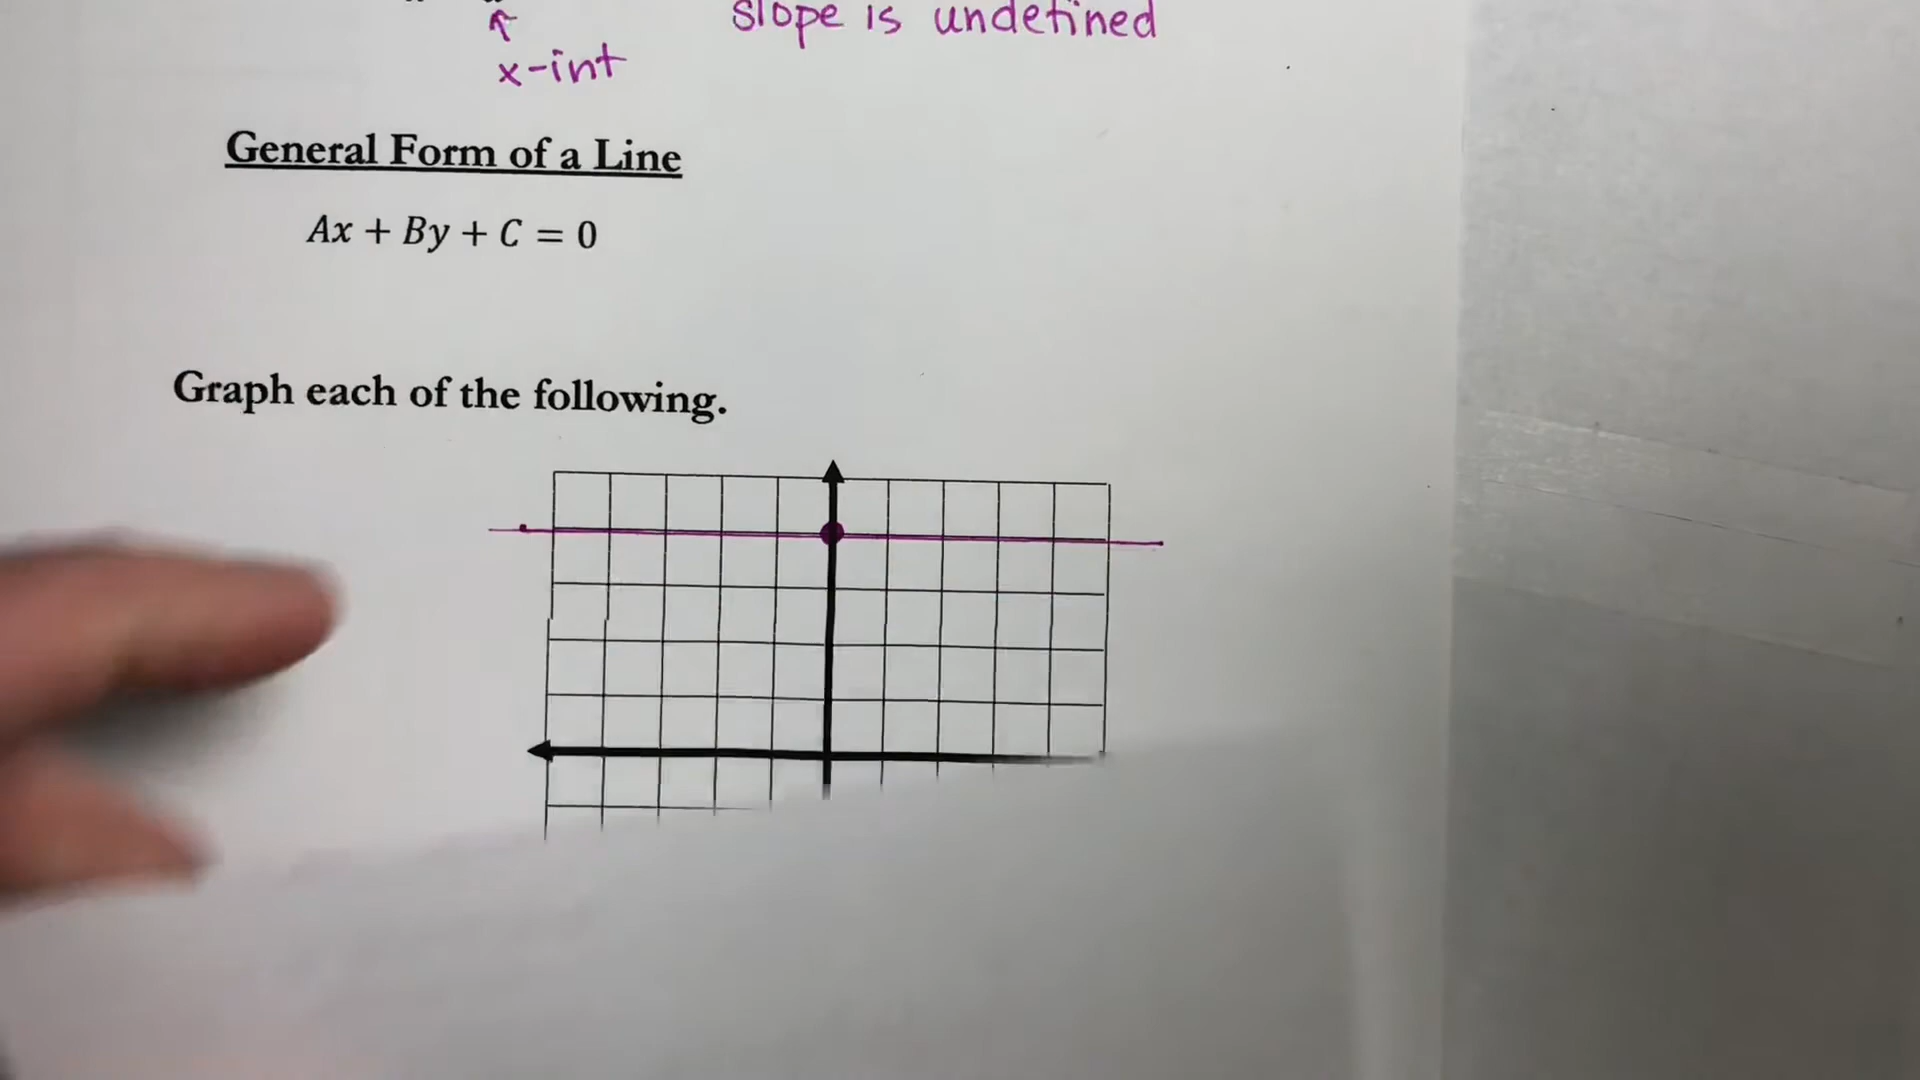 slope is undefined
x-int
General Form of a Line
Ax + By + C = 0
Graph each of the following.